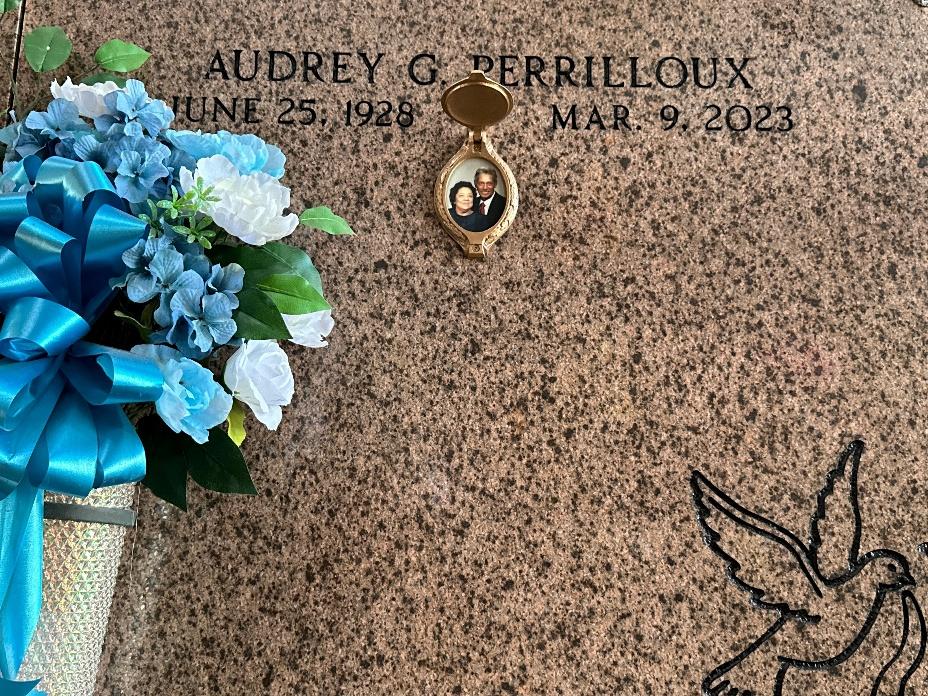 AUDREY G. PERRILLOUX
JUNE 25, 1928 MAR. 9, 2023